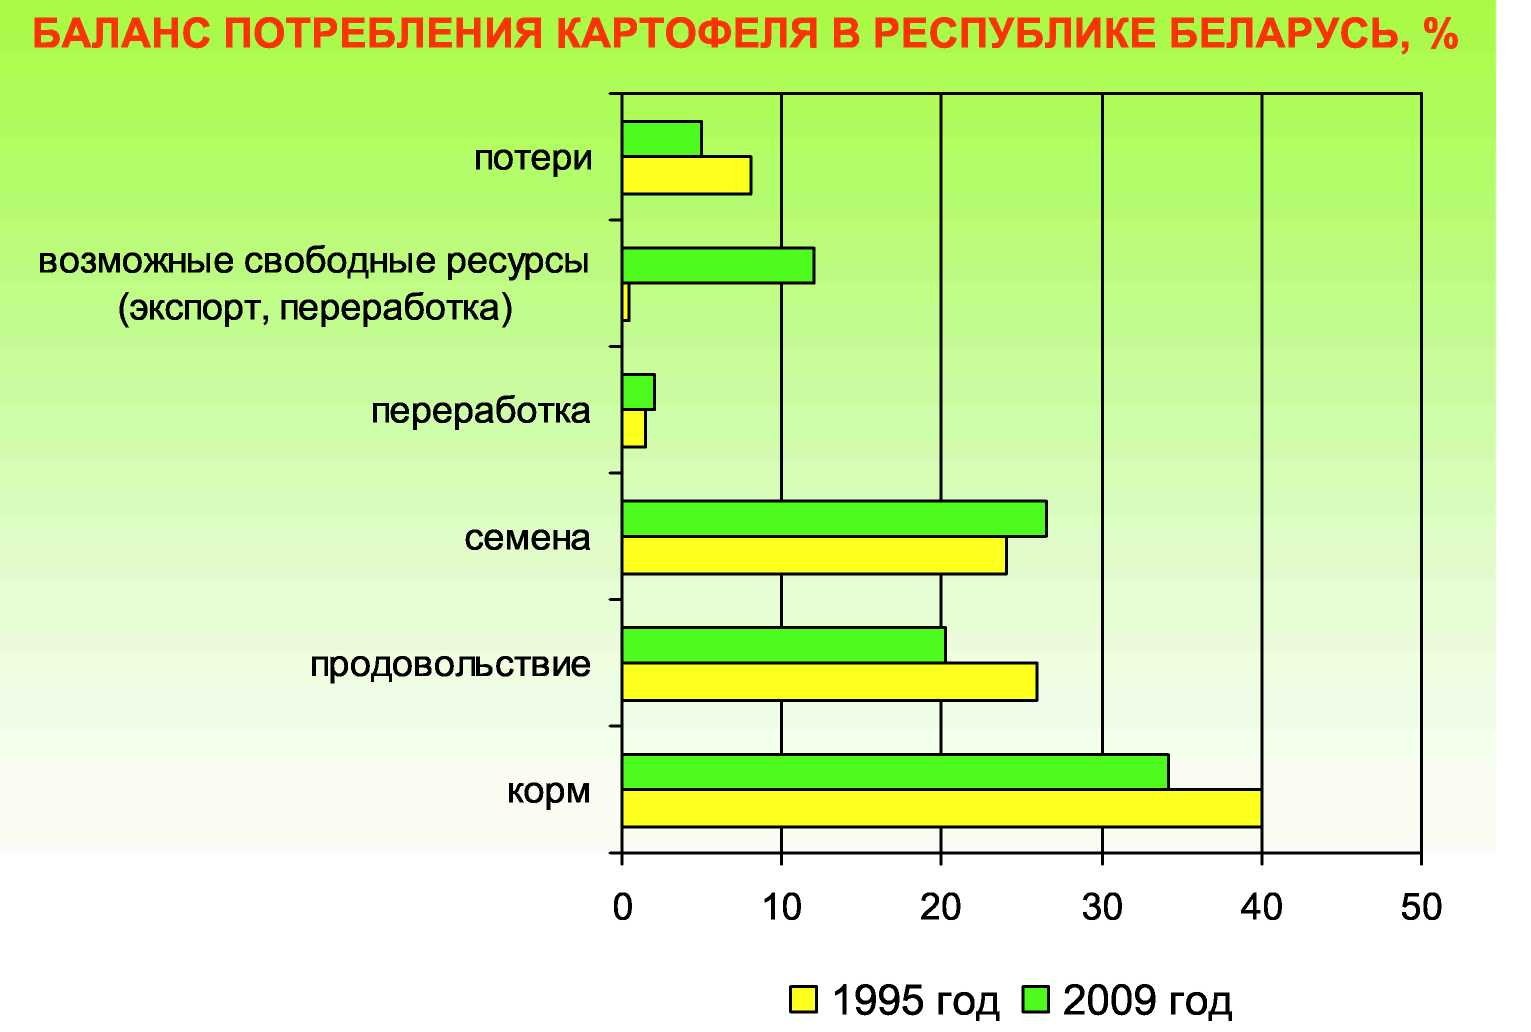 БАЛАНС ПОТРЕБЛЕНИЯ КАРТОФЕЛЯ В РЕСПУБЛИКЕ БЕЛАРУСЬ, %
потери
возможные свободные ресурсы
(экспорт, переработка)
переработка
семена
продовольствие
корм
0 10 20 30 40 50
1995 год 2009 год